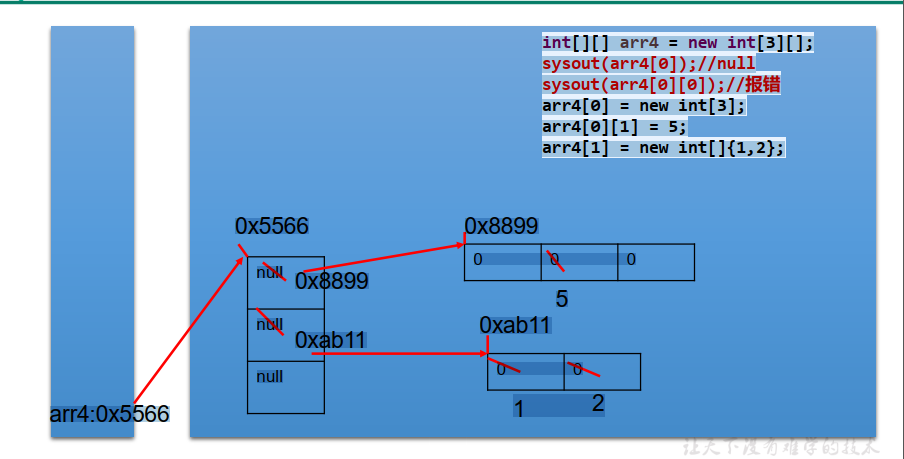 int[][] arr4 = new int[3][];
sysout(arr4[0]);//null
sysout(arr4[0][0]);//报错
arr4[0] = new int[3];
arr4[0][1] = 5;
arr4[1] = new int[]{1,2};
0x5566
0x8899
null
0x8899
0
0
0
5
null
0xab11
0xab11
null
0
0
1
2
arr4:0x5566
让天下没有难学的技术